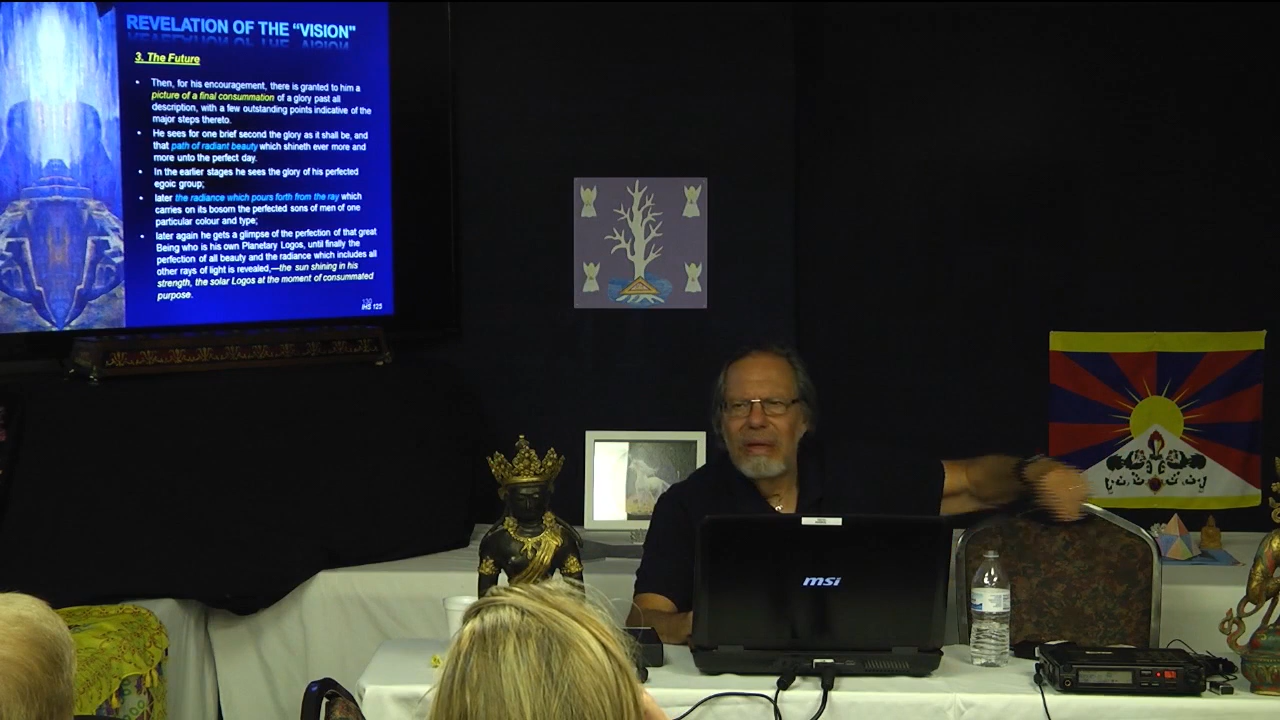 REVELATION OF THE “VISION"
3. The Future
• Then, for his encouragement, there is granted to him a
picture of a final consummation of a glory past all
description, with a few outstanding points indicative of the
major steps thereto.
• He sees for one brief second the glory as it shall be, and
that path of radiant beauty which shineth ever more and
more unto the perfect day.
• In the earlier stages he sees the glory of his perfected
egoic group;
• later the radiance which pours forth from the ray which
carries on its bosom the perfected sons of men of one
particular colour and type;
• later again he gets a glimpse of the perfection of that great
Being who is his own Planetary Logos, until finally the
perfection of all beauty and the radiance which includes all
other rays of light is revealed,—the sun shining in his
strength, the solar Logos at the moment of consummated
purpose.
IHS 125
msi